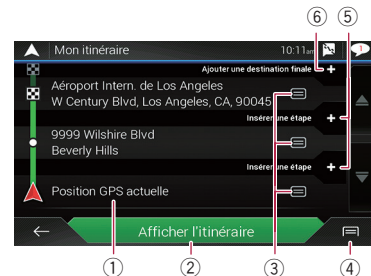 ⑥ ⑤
Mon itinéraire 10:11am 1
Ajouter une destination finale +
Aéroport Intern. de Los Angeles
W Century Blvd, Los Angeles, CA, 90045
Insérer une étape +
9999 Wilshire Blvd
Beverly Hills
Insérer une étape +
Position GPS actuelle
Afficher l'itinéraire
① ② ③ ④